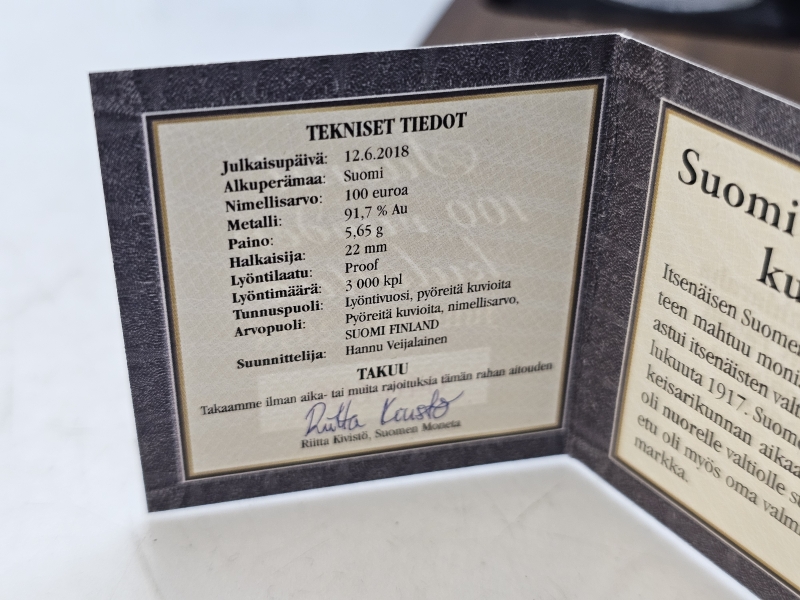 TEKNISET TIEDOT
Julkaisupäivä: 12.6.2018
Alkuperämaa: Suomi
Nimellisarvo: 100 euroa
Metalli: 91,7 % Au
Paino: 5,65 g
Halkaisija: 22 mm
Lyöntilaatu: Proof
Lyöntimäärä: 3 000 kpl
Tunnuspuoli: Lyöntivuosi, pyöreitä kuvioita
Arvopuoli: Pyöreitä kuvioita, nimellisarvo,
SUOMI FINLAND
Suunnittelija: Hannu Veijalainen
TAKUU
Takaamme ilman aika- tai muita rajoituksia tämän rahan aitouden
Riitta Kivistö
Riitta Kivistö, Suomen Moneta
Suomi
ku
Itsenäisen Suomen
teen mahtuu moni
astui itsenäisten valt
lukuuta 1917. Suome
keisarikunnan aikaa
oli nuorelle valtiolle s
etu oli myös oma valm
markka.